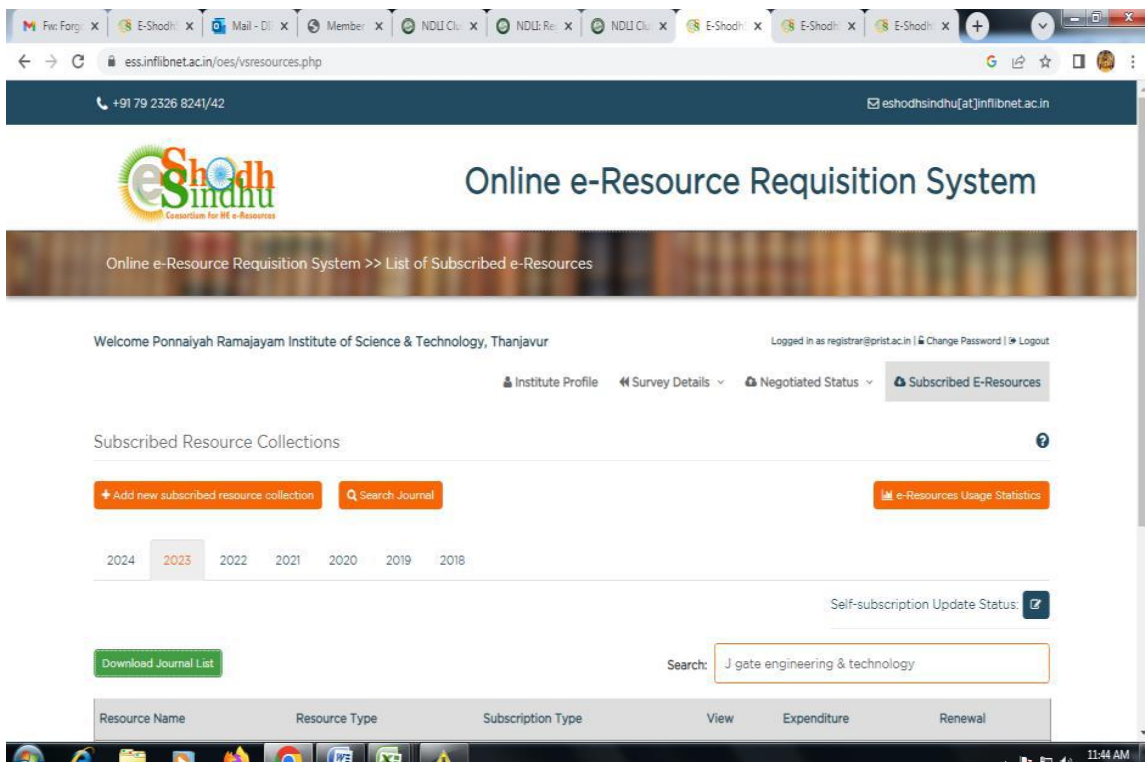 Fw: Forg
E-Shodh
Mail - Di
Member
NDLI Clu
NDLI: Re
NDLI Clu
E-Shodh
E-Shodh
E-Shodh
ess.inflibnet.ac.in/oes/vsresources.php
+91 79 2326 8241/42
eshodhsindhu[at]inflibnet.ac.in
e Shodh
Sindhu
Consortium for HE e-Resources
Online e-Resource Requisition System
Online e-Resource Requisition System >> List of Subscribed e-Resources
Welcome Ponnaiyah Ramajayam Institute of Science & Technology, Thanjavur
Logged in as registrar@prist.ac.in | Change Password | Logout
Institute Profile Survey Details Negotiated Status Subscribed E-Resources
Subscribed Resource Collections
+ Add new subscribed resource collection Search Journal e-Resources Usage Statistics
2024 2023 2022 2021 2020 2019 2018
Self-subscription Update Status:
Download Journal List Search: J gate engineering & technology
Resource Name Resource Type Subscription Type View Expenditure Renewal
11:44 AM